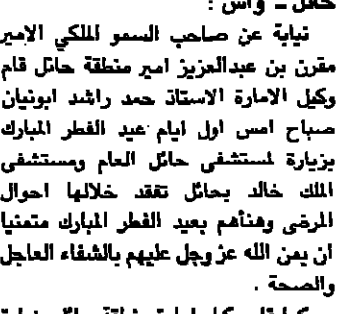 حائل ـ واس :
نيابة عن صاحب السمو الملكي الامير
مقرن بن عبدالعزيز امير منطقة حائل قام
وكيل الامارة الاستاذ حمد راشد ابونيان
صباح امس اول ايام عيد الفطر المبارك
بزيارة لمستشفى حائل العام ومستشفى
الملك خالد بحائل تفقد خلالها احوال
المرضى وهنأهم بعيد الفطر المبارك متمنيا
ان يمن الله عز وجل عليهم بالشفاء العاجل
والصحة .